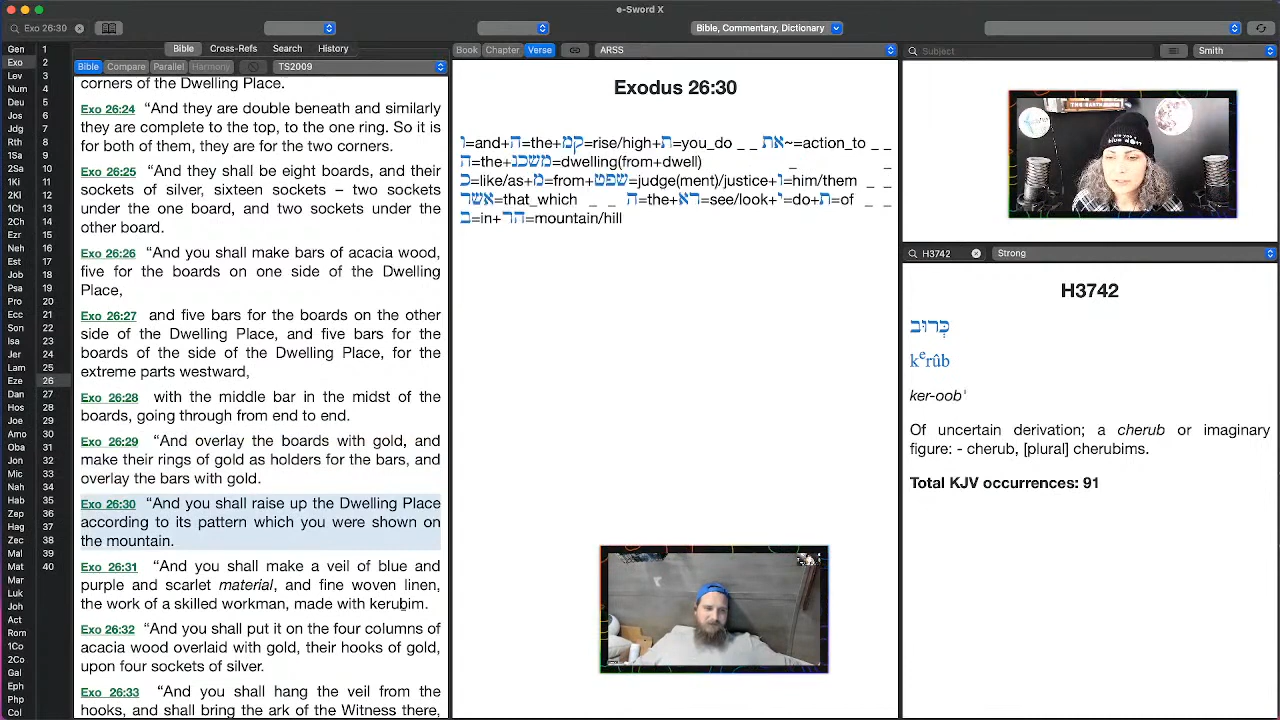 e-Sword X
Exo 26:30
Bible, Commentary, Dictionary
Bible Cross-Refs Search History
Book Chapter Verse
ARSS
Subject
Smith
Bible Compare Parallel Harmony
TS2009
Gen
Exo
Lev
Num
Deu
Jos
Jdg
Rth
1Sa
2Sa
1Ki
2Ki
1Ch
2Ch
Ezr
Neh
Est
Job
Psa
Pro
Ecc
Son
Isa
Jer
Lam
Eze
Dan
Hos
Joe
Amo
Oba
Jon
Mic
Nah
Hab
Zep
Hag
Zec
Mal
Mat
Mar
Luk
Joh
Act
Rom
1Co
2Co
Gal
Eph
Php
Col
1
2
3
4
5
6
7
8
9
10
11
12
13
14
15
16
17
18
19
20
21
22
23
24
25
26
27
28
29
30
31
32
33
34
35
36
37
38
39
40
corners of the Dwelling Place.
Exo 26:24 “And they are double beneath and similarly
they are complete to the top, to the one ring. So it is
for both of them, they are for the two corners.
Exo 26:25 “And they shall be eight boards, and their
sockets of silver, sixteen sockets – two sockets
under the one board, and two sockets under the
other board.
Exo 26:26 “And you shall make bars of acacia wood,
five for the boards on one side of the Dwelling
Place,
Exo 26:27 and five bars for the boards on the other
side of the Dwelling Place, and five bars for the
boards of the side of the Dwelling Place, for the
extreme parts westward,
Exo 26:28 with the middle bar in the midst of the
boards, going through from end to end.
Exo 26:29 “And overlay the boards with gold, and
make their rings of gold as holders for the bars, and
overlay the bars with gold.
Exo 26:30 “And you shall raise up the Dwelling Place
according to its pattern which you were shown on
the mountain.
Exo 26:31 “And you shall make a veil of blue and
purple and scarlet material, and fine woven linen,
the work of a skilled workman, made with kerubim.
Exo 26:32 “And you shall put it on the four columns of
acacia wood overlaid with gold, their hooks of gold,
upon four sockets of silver.
Exo 26:33 “And you shall hang the veil from the
hooks, and shall bring the ark of the Witness there,
Exodus 26:30
ו=and+ה=the+קמ=rise/high+ת=you_do _ _ את~=action_to _ _
ה=the+משכנ=dwelling(from+dwell) _ _
כ=like/as+מ=from+שפט=judge(ment)/justice+ו=him/them _ _
אשר=that_which _ _ ה=the+רא=see/look+י=do+ת=of _ _
ב=in+הר=mountain/hill
H3742
Strong
H3742
כְּרוּב
kᵉrûb
ker-oob'
Of uncertain derivation; a cherub or imaginary
figure: - cherub, [plural] cherubims.
Total KJV occurrences: 91